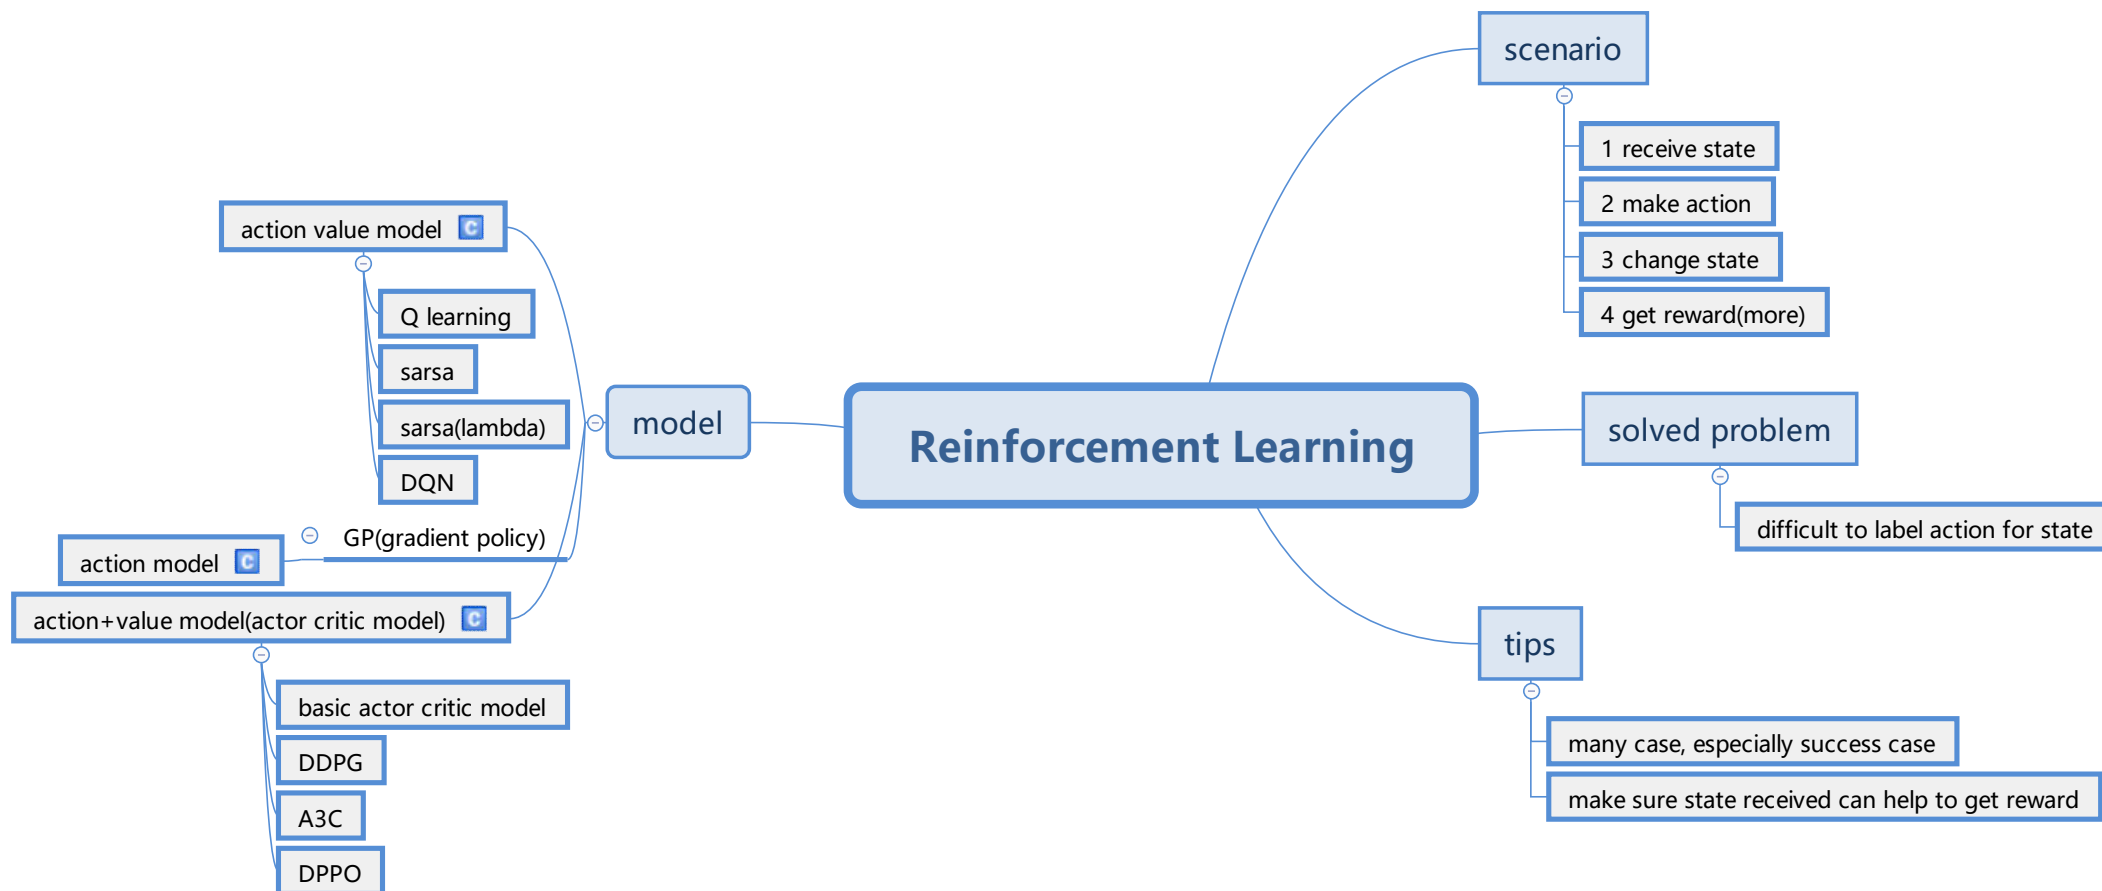 Reinforcement Learning
scenario
1 receive state
2 make action
3 change state
4 get reward(more)
solved problem
difficult to label action for state
tips
many case, especially success case
make sure state received can help to get reward
model
action value model C
Q learning
sarsa
sarsa(lambda)
DQN
GP(gradient policy)
action model C
action+value model(actor critic model) C
basic actor critic model
DDPG
A3C
DPPO